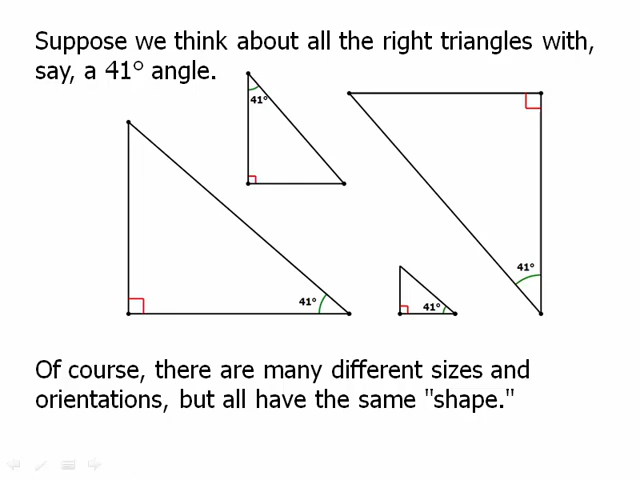 Suppose we think about all the right triangles with,
say, a 41° angle.
41°
41°
41°
41°
Of course, there are many different sizes and
orientations, but all have the same "shape."